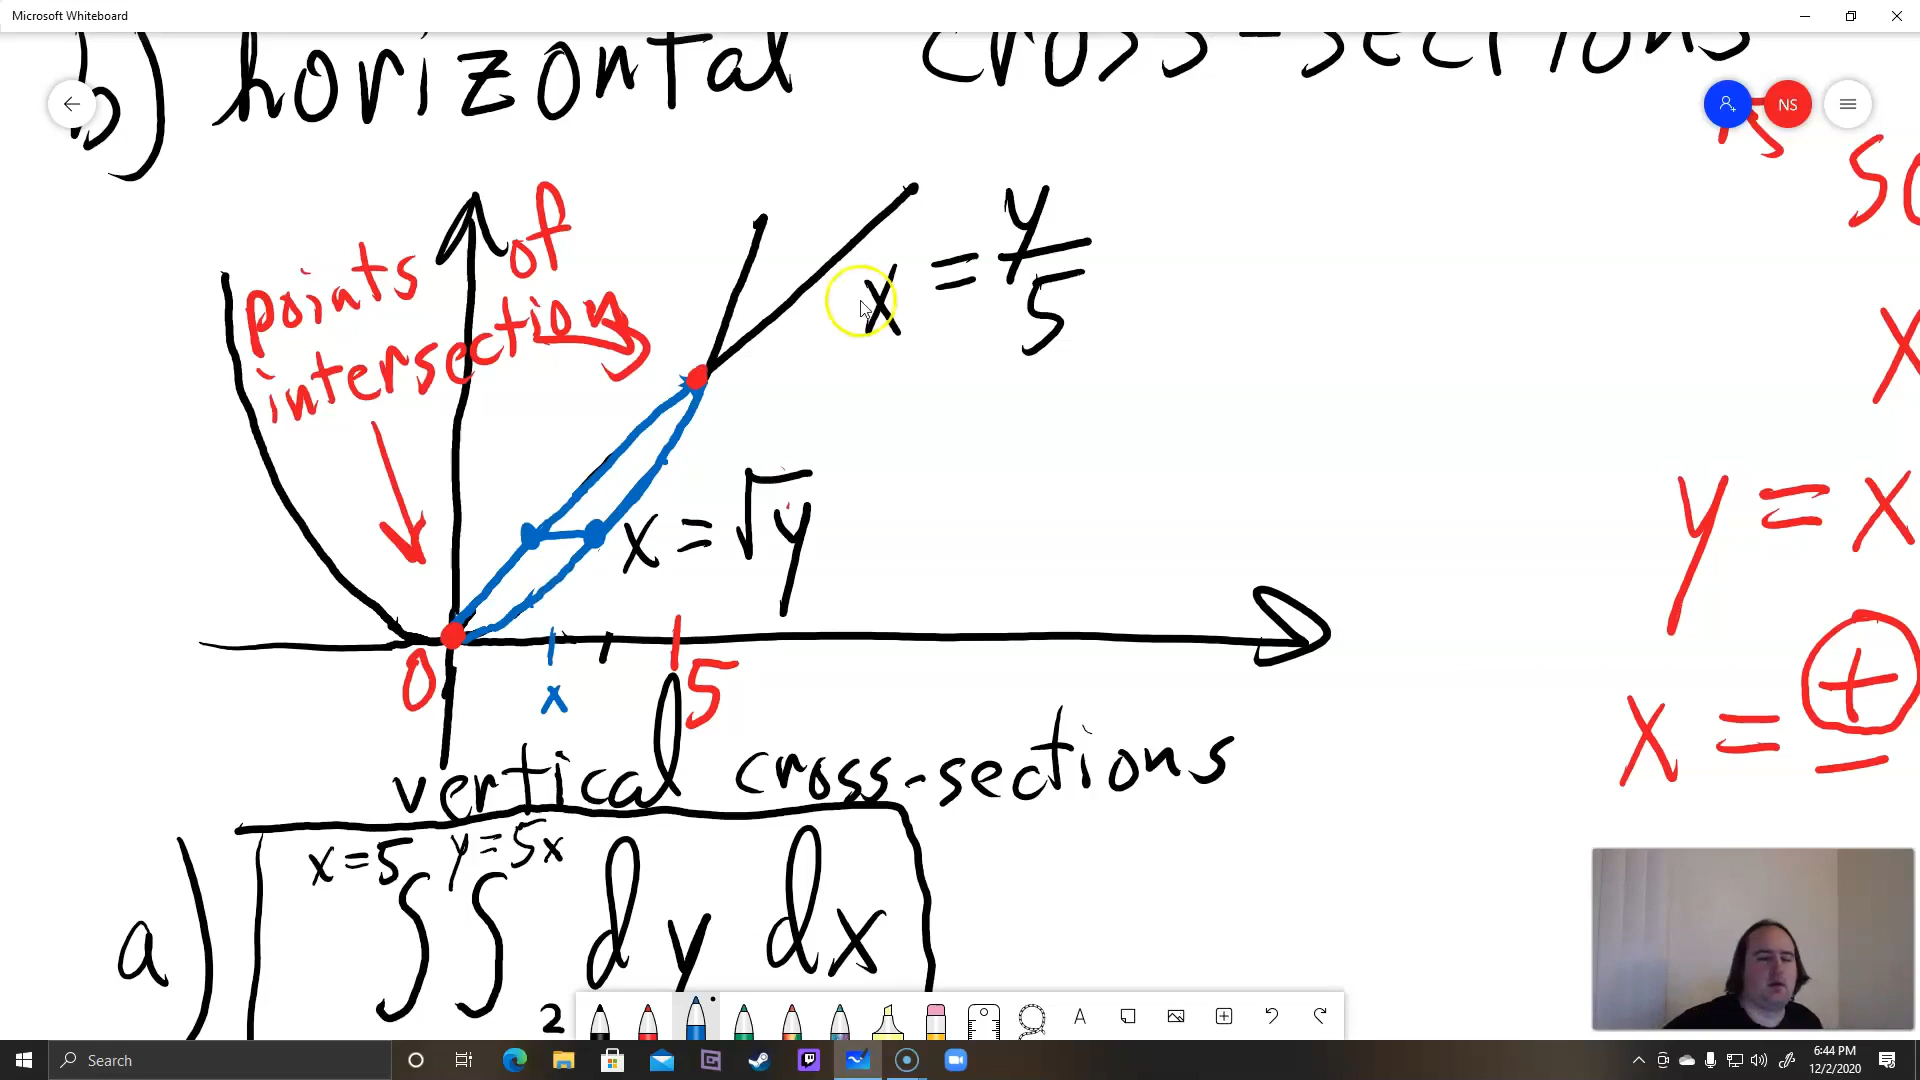 Microsoft Whiteboard
b) horizontal cross-sections
NS
points of
intersection
x = y/5
x = √y
0
x
5
vertical cross-sections
a)
x=5 y=5x
∫∫ dy dx
2
x
y = x
x = ±
A
Search
6:44 PM
12/2/2020